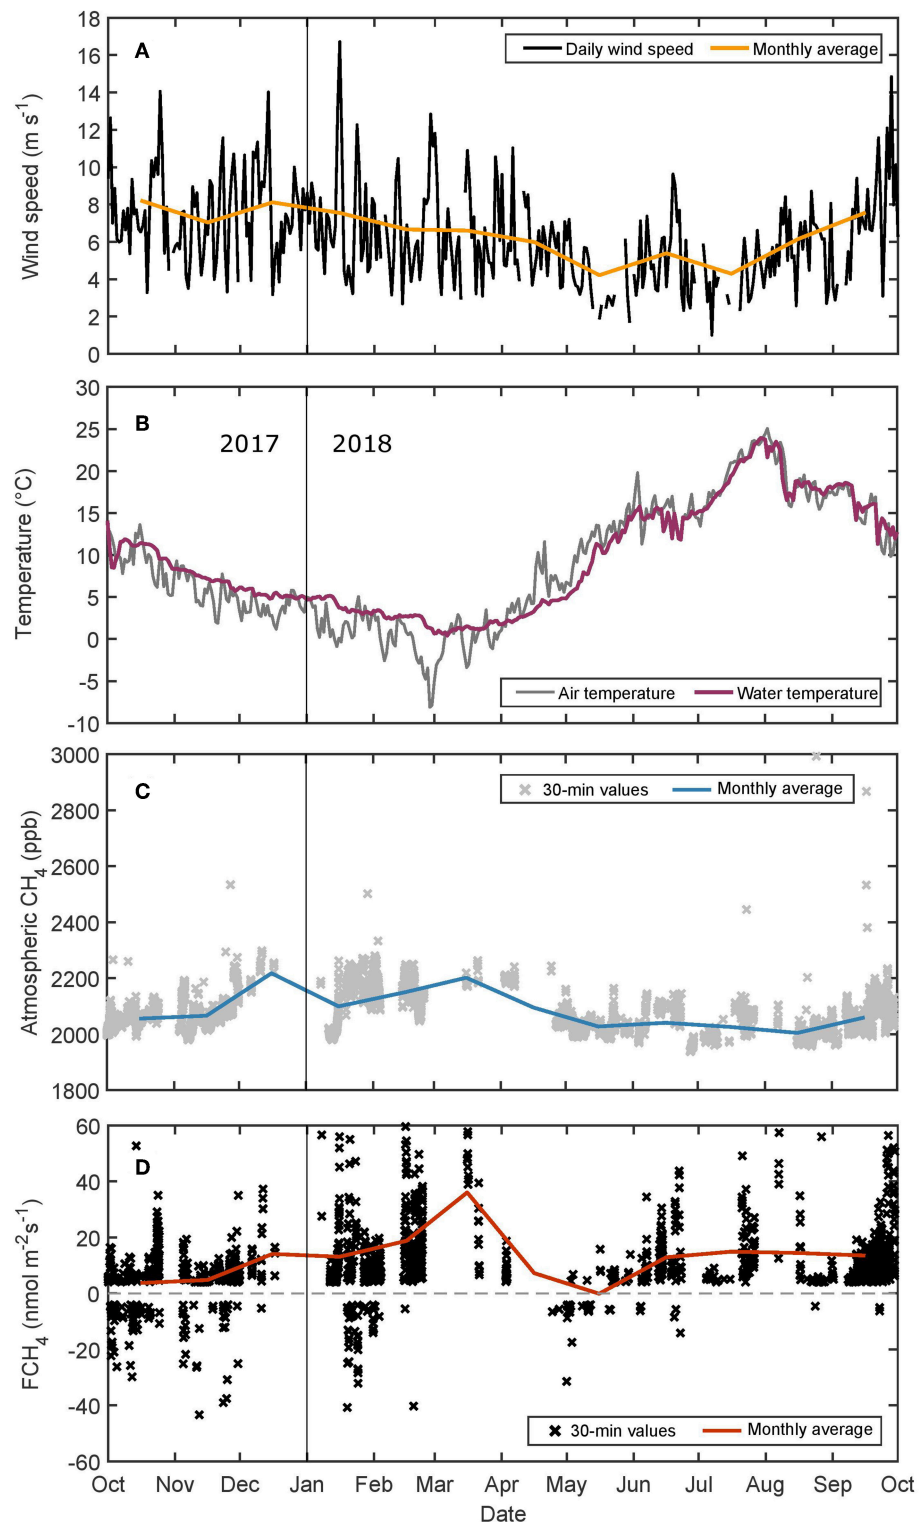 18
16
14
12
10
8
6
4
2
0
Wind speed (m s-1)
A
Daily wind speed
Monthly average
30
25
20
15
10
5
0
-5
-10
Temperature (°C)
B
2017
2018
Air temperature
Water temperature
3000
2800
2600
2400
2200
2000
1800
Atmospheric CH4 (ppb)
C
30-min values
Monthly average
60
40
20
0
-20
-40
-60
FCH4 (nmol m-2s-1)
D
30-min values
Monthly average
Oct Nov Dec Jan Feb Mar Apr May Jun Jul Aug Sep Oct
Date